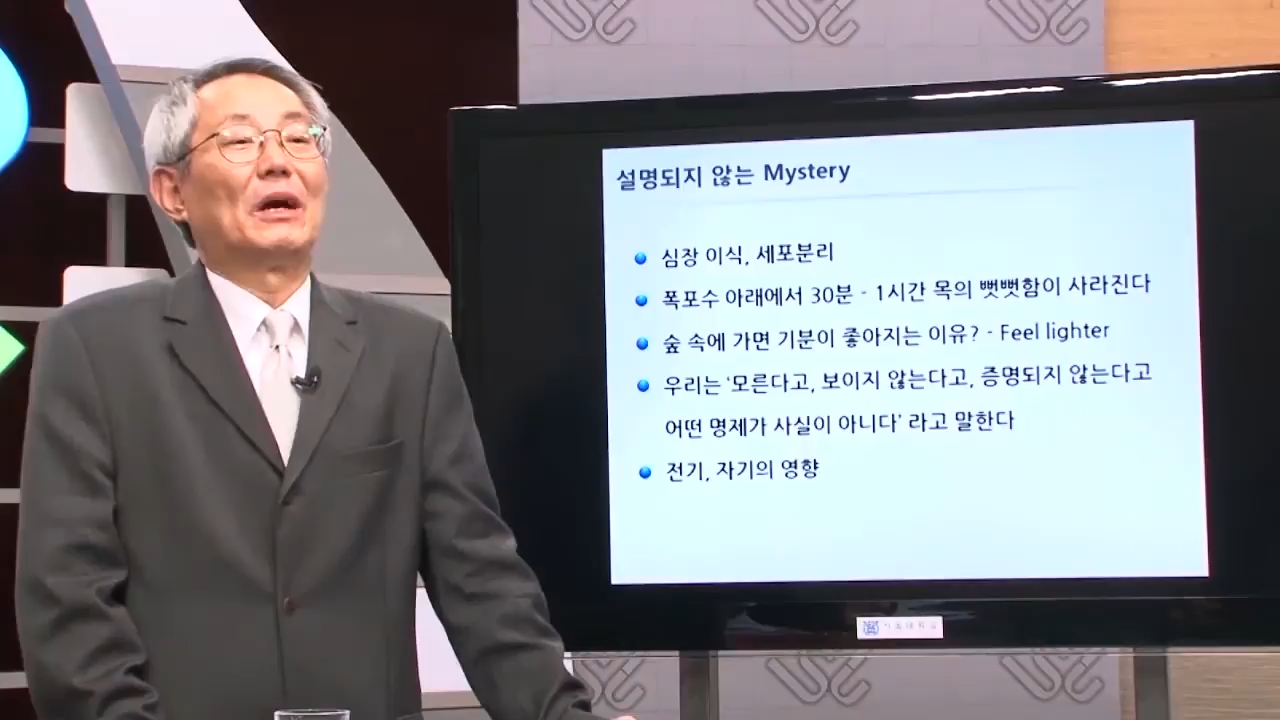 설명되지 않는 Mystery
심장 이식, 세포분리
폭포수 아래에서 30분 - 1시간 목의 뻣뻣함이 사라진다
숲 속에 가면 기분이 좋아지는 이유? - Feel lighter
우리는 ‘모른다고, 보이지 않는다고, 증명되지 않는다고
어떤 명제가 사실이 아니다’ 라고 말한다
전기, 자기의 영향